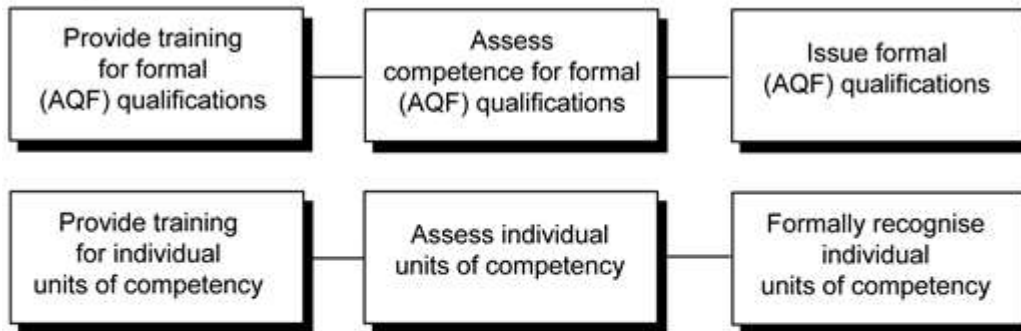 Provide training
for formal
(AQF) qualifications
Assess
competence for formal
(AQF) qualifications
Issue formal
(AQF) qualifications
Provide training
for individual
units of competency
Assess individual
units of competency
Formally recognise
individual
units of competency